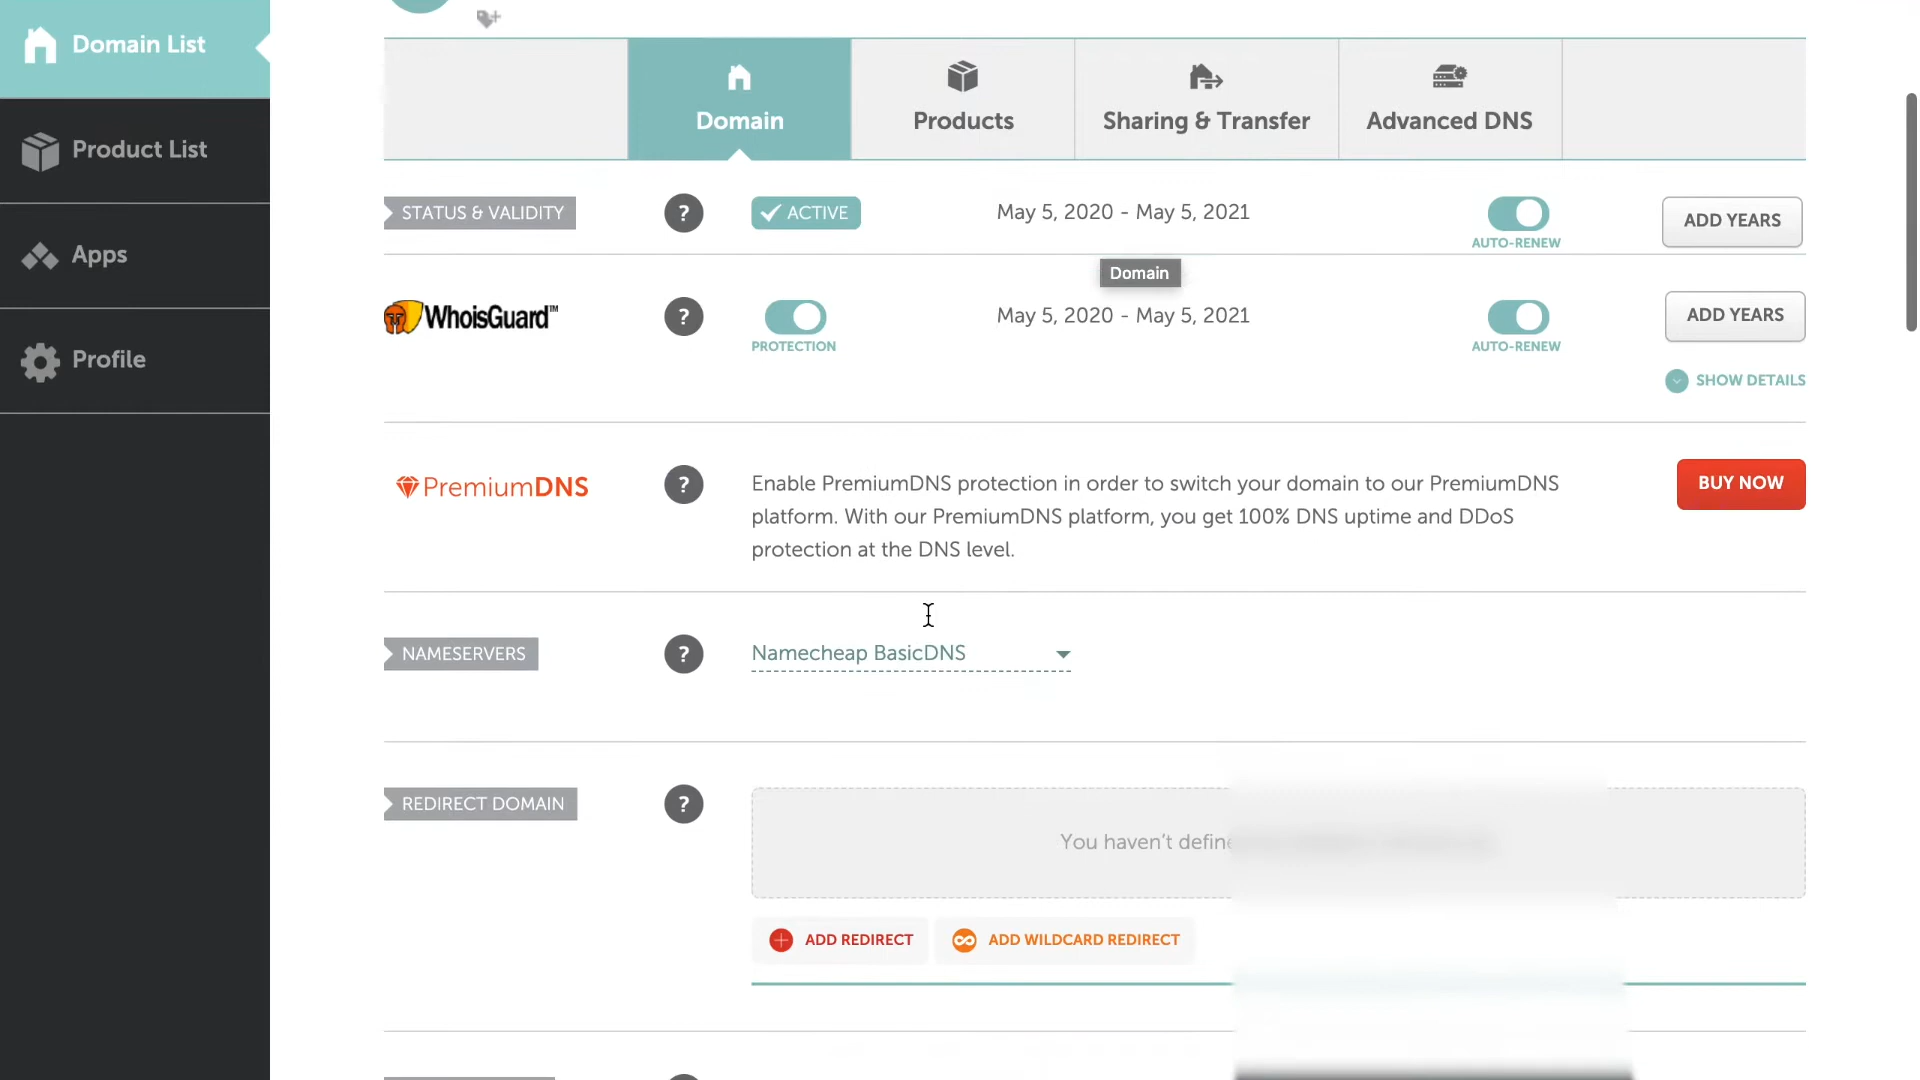 Domain List
Product List
Apps
Profile
Domain
Products
Sharing & Transfer
Advanced DNS
STATUS & VALIDITY
?
ACTIVE
May 5, 2020 - May 5, 2021
AUTO-RENEW
ADD YEARS
Domain
WhoisGuard™
?
PROTECTION
May 5, 2020 - May 5, 2021
AUTO-RENEW
ADD YEARS
SHOW DETAILS
PremiumDNS
?
Enable PremiumDNS protection in order to switch your domain to our PremiumDNS
platform. With our PremiumDNS platform, you get 100% DNS uptime and DDoS
protection at the DNS level.
BUY NOW
NAMESERVERS
?
Namecheap BasicDNS
REDIRECT DOMAIN
?
You haven't define
ADD REDIRECT
ADD WILDCARD REDIRECT